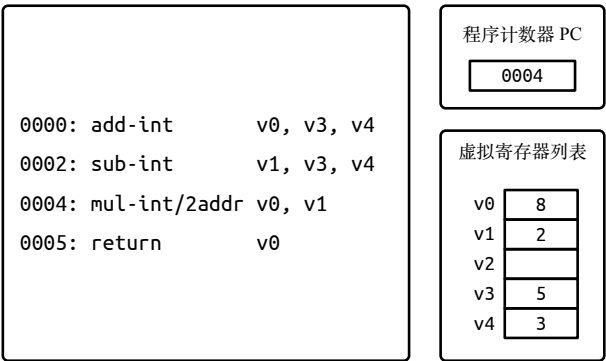 0000: add-int v0, v3, v4
0002: sub-int v1, v3, v4
0004: mul-int/2addr v0, v1
0005: return v0
程序计数器 PC
0004
虚拟寄存器列表
v0 8
v1 2
v2
v3 5
v4 3